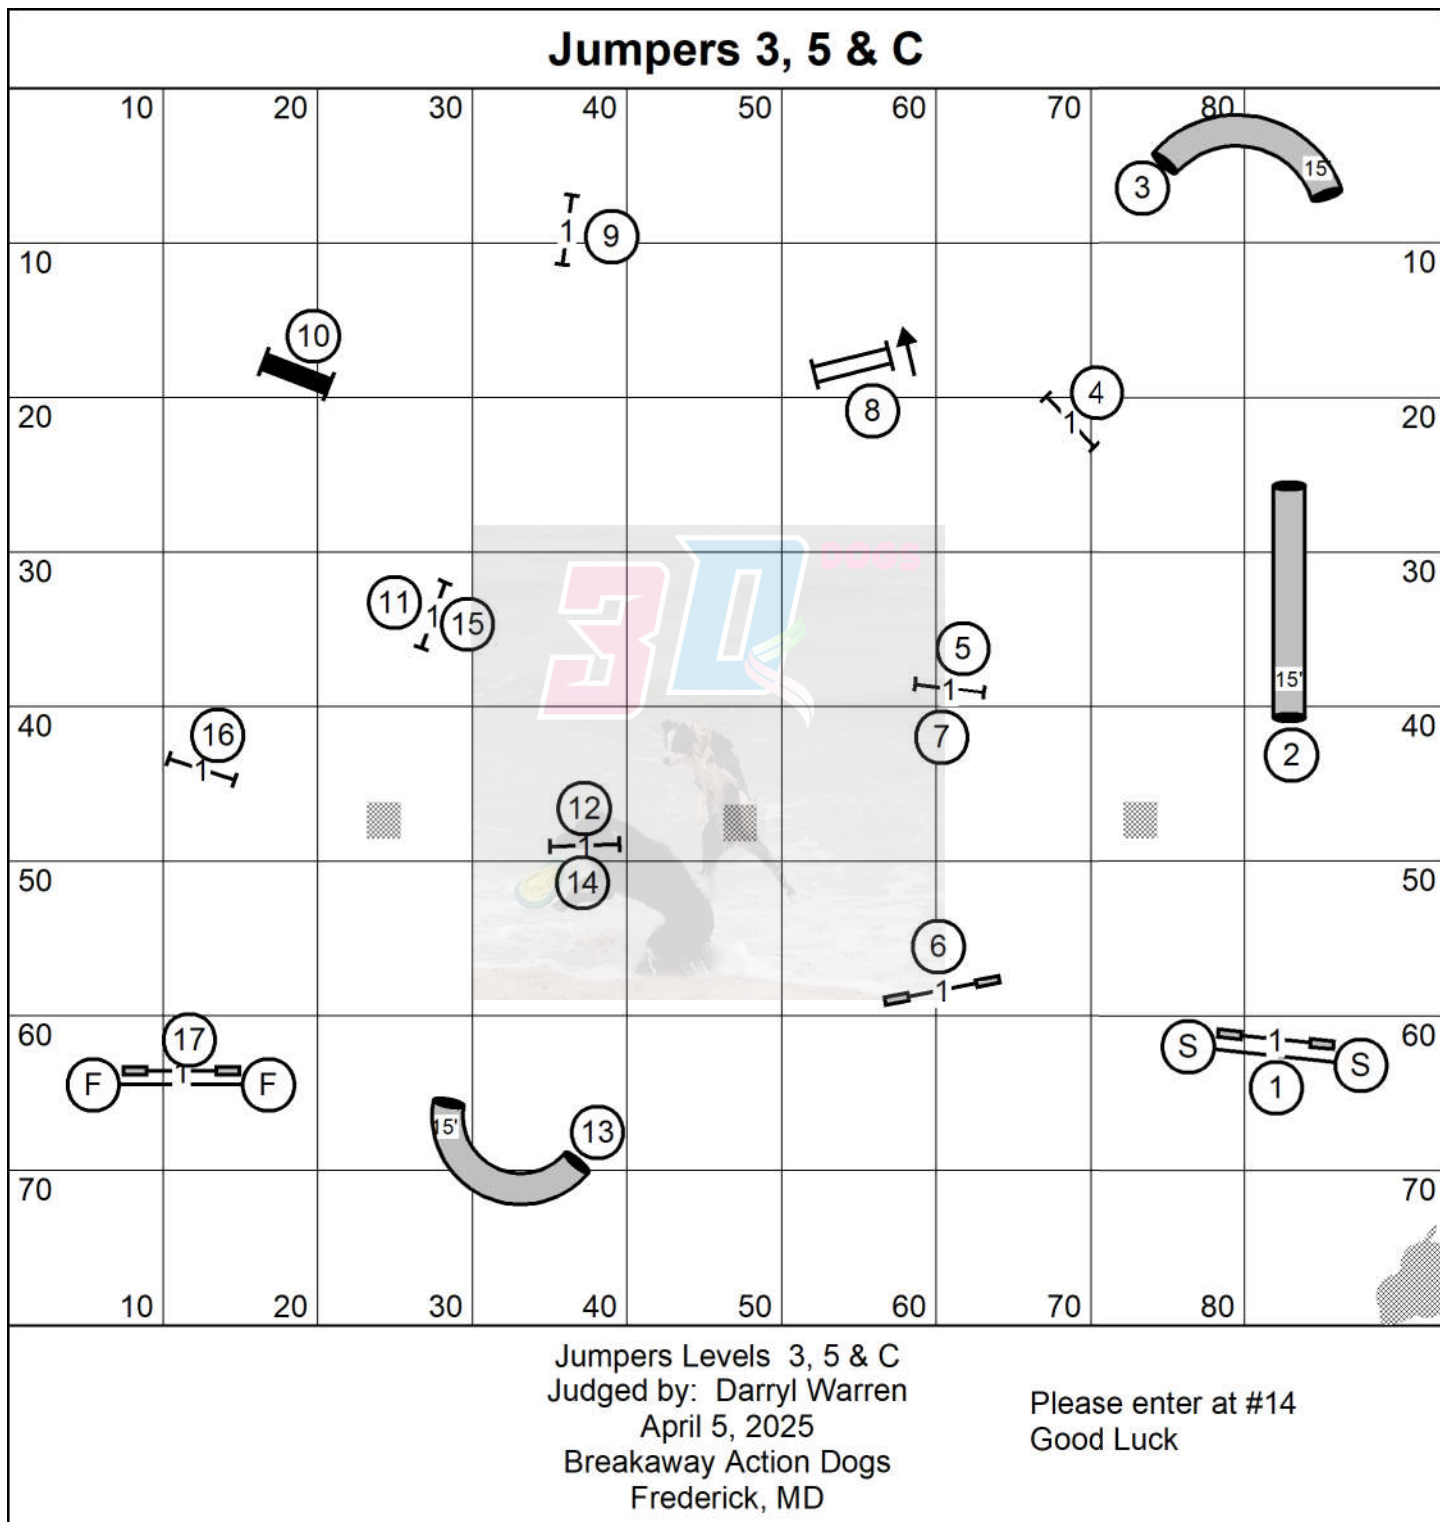 Jumpers 3, 5 & C
10 20 30 40 50 60 70 80
15'
3
1 9
10 10
10
4
1
8
20 20
DOGS
3D
30 30
11 1 15
5
15'
1
40 40
16
7
2
1
12
1
50 50
14
6
1
60 60
17
S 1 S
F 1 F
1
15' 13
70 70
10 20 30 40 50 60 70 80
Jumpers Levels 3, 5 & C
Judged by: Darryl Warren
April 5, 2025
Breakaway Action Dogs
Frederick, MD
Please enter at #14
Good Luck